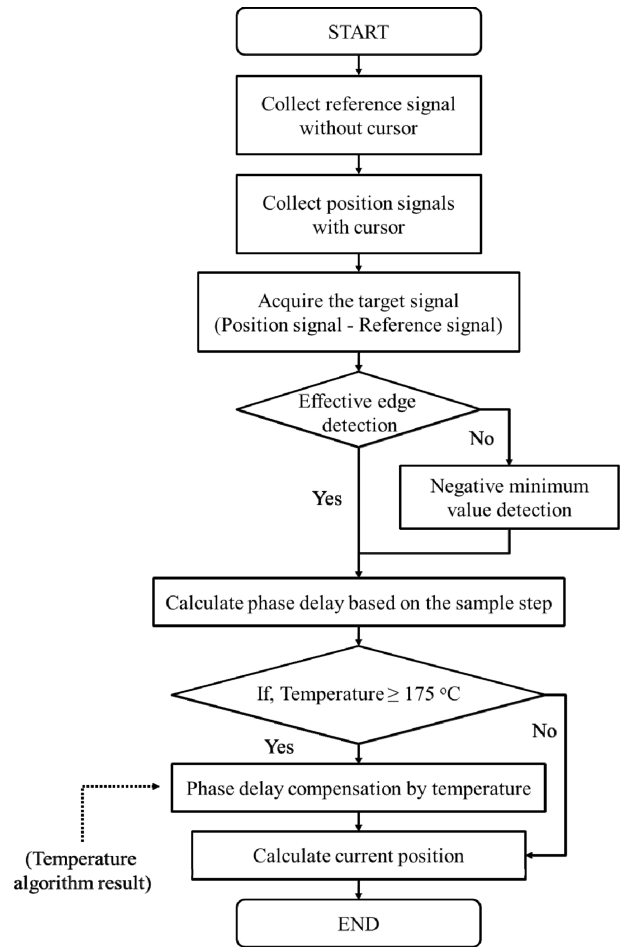 START
Collect reference signal
without cursor
Collect position signals
with cursor
Acquire the target signal
(Position signal - Reference signal)
Effective edge
detection
No
Negative minimum
value detection
Yes
Calculate phase delay based on the sample step
If, Temperature ≥ 175 °C
No
Yes
Phase delay compensation by temperature
(Temperature
algorithm result)
Calculate current position
END